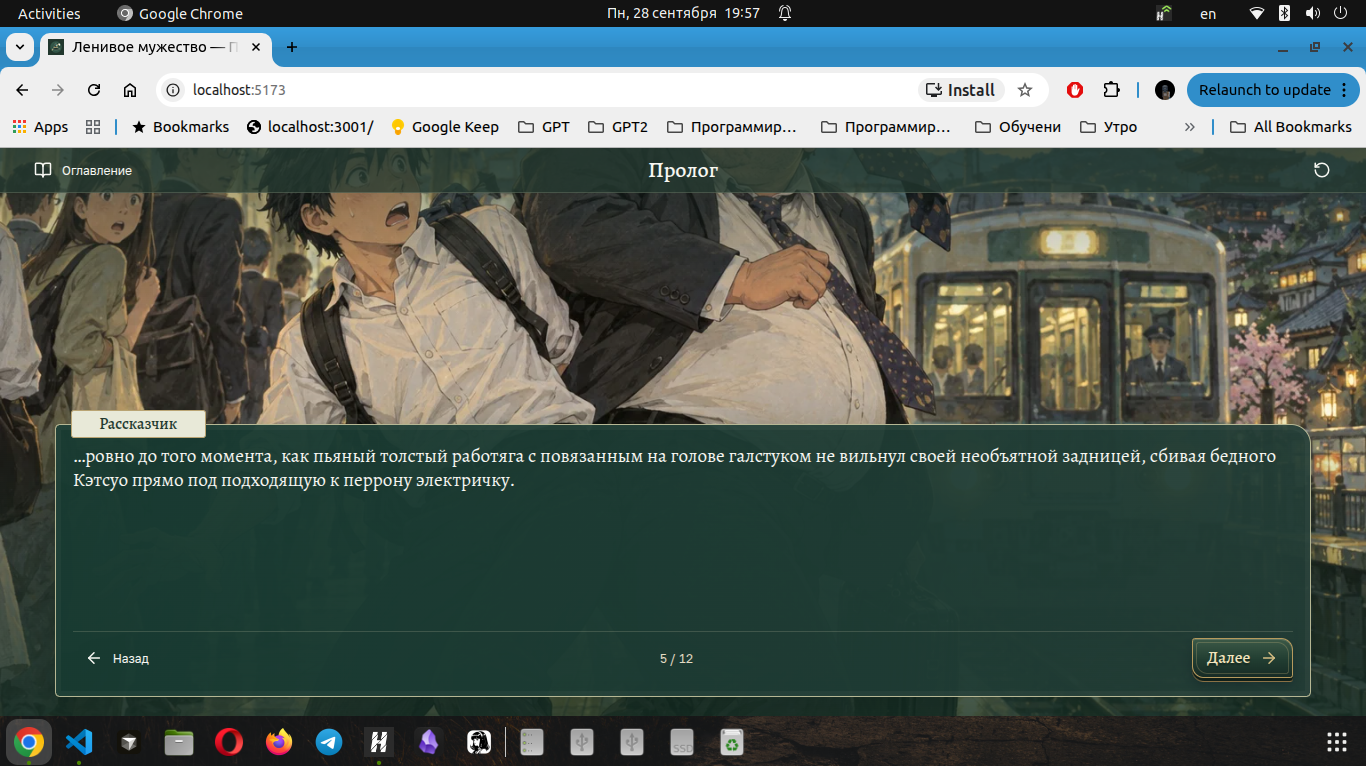 Activities
Google Chrome
Пн, 28 сентября 19:57
en
Ленивое мужество — П
localhost:5173
Install
Relaunch to update
Apps
Bookmarks
localhost:3001/
Google Keep
GPT
GPT2
Программир...
Программир...
Обучени
Утро
All Bookmarks
Оглавление
Пролог
Рассказчик
...ровно до того момента, как пьяный толстый работяга с повязанным на голове галстуком не вильнул своей необъятной задницей, сбивая бедного
Кэтсуо прямо под подходящую к перрону электричку.
Назад
5 / 12
Далее
SSD